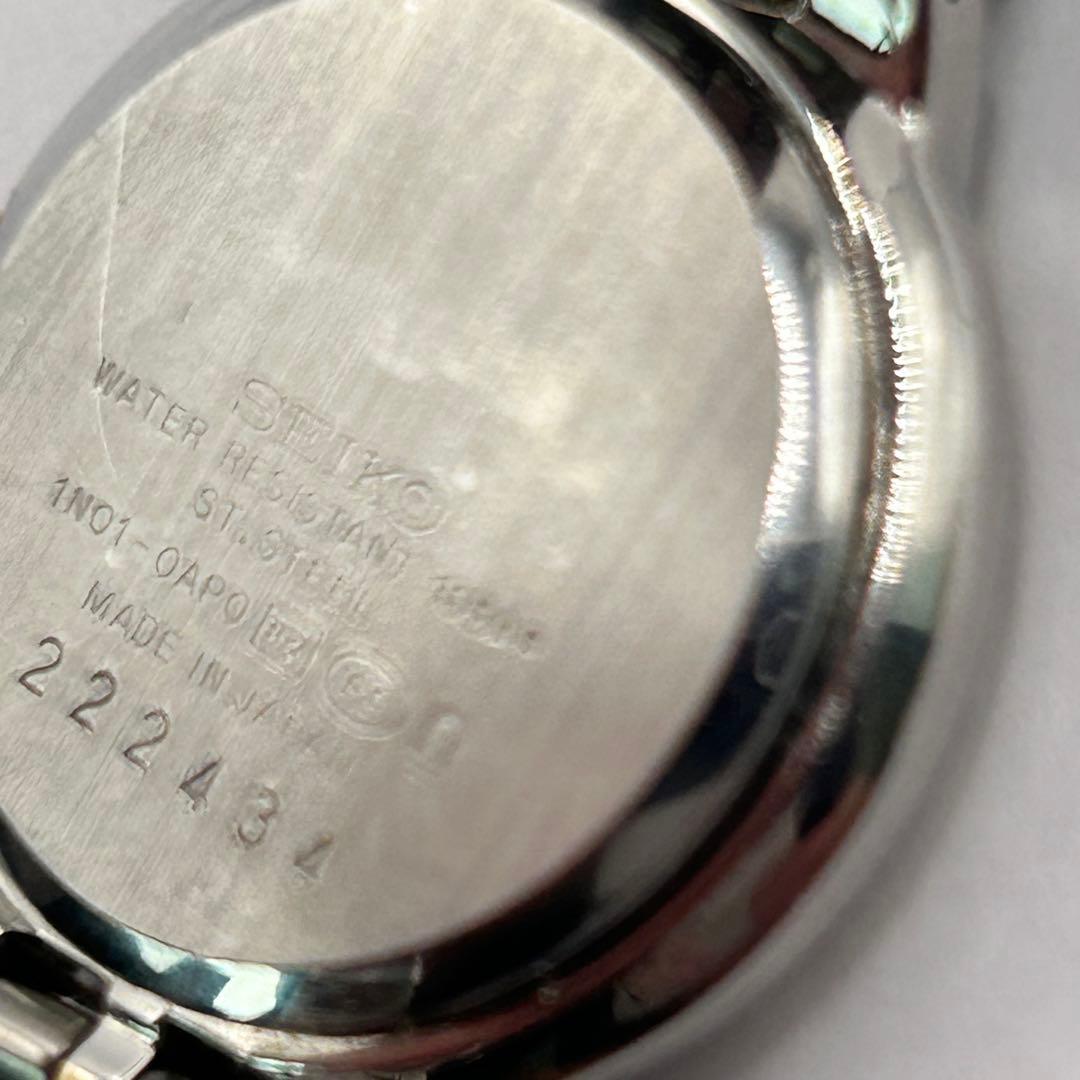 SEIKO
WATER RESISTANT
ST.STEEL
1N01-0AP0
MADE IN JAPAN
222434